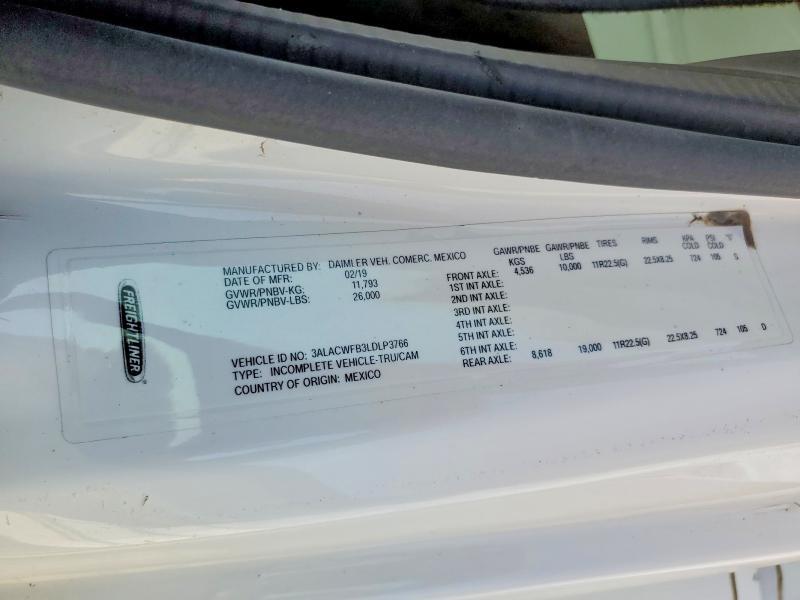 FREIGHTLINER
MANUFACTURED BY: DAIMLER VEH. COMERC. MEXICO
DATE OF MFR: 02/19
GVWR/PNBV-KG: 11,793
GVWR/PNBV-LBS: 26,000
VEHICLE ID NO: 3ALACWFB3LDLP3766
TYPE: INCOMPLETE VEHICLE-TRU/CAM
COUNTRY OF ORIGIN: MEXICO
GAWR/PNBE GAWR/PNBE TIRES RIMS KPA PSI "S"
KGS LBS COLD COLD
FRONT AXLE: 4,536 10,000 11R22.5(G) 22.5X8.25 724 105 S
1ST INT AXLE:
2ND INT AXLE:
3RD INT AXLE:
4TH INT AXLE:
5TH INT AXLE:
6TH INT AXLE:
REAR AXLE: 8,618 19,000 11R22.5(G) 22.5X8.25 724 105 D